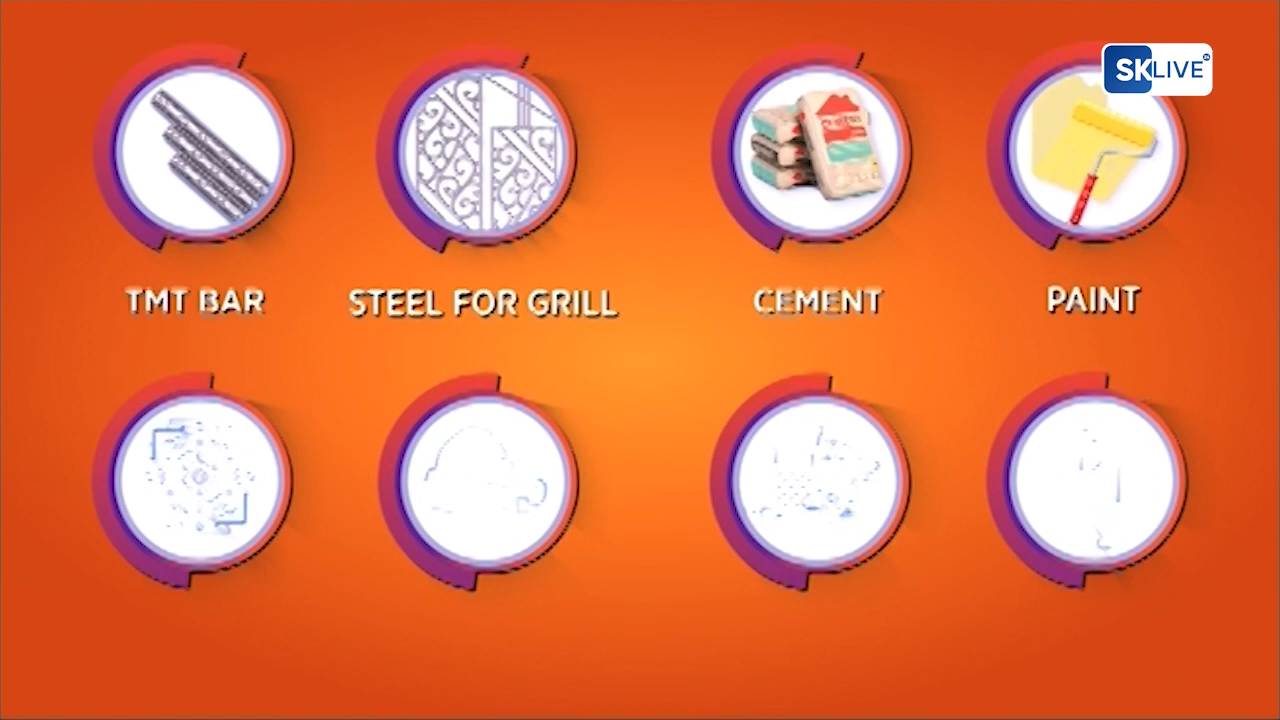 SKLIVE
TMT BAR
STEEL FOR GRILL
CEMENT
PAINT